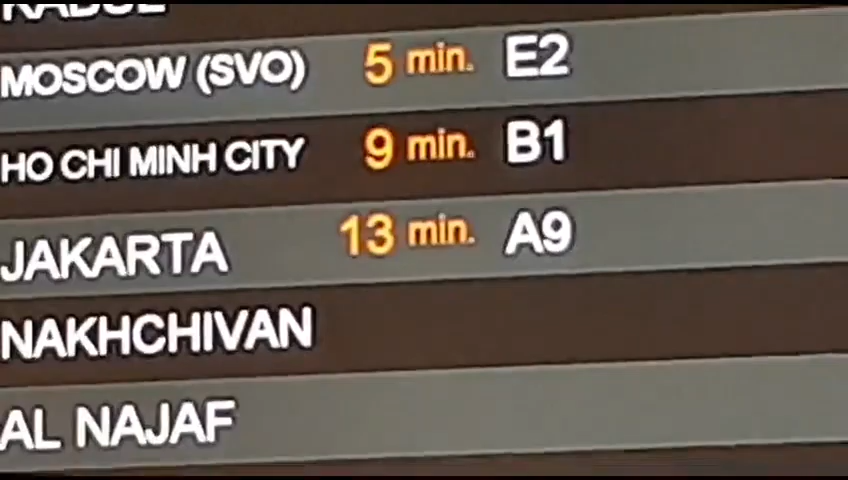 KABUL
MOSCOW (SVO) 5 min. E2
HO CHI MINH CITY 9 min. B1
JAKARTA 13 min. A9
NAKHCHIVAN
AL NAJAF